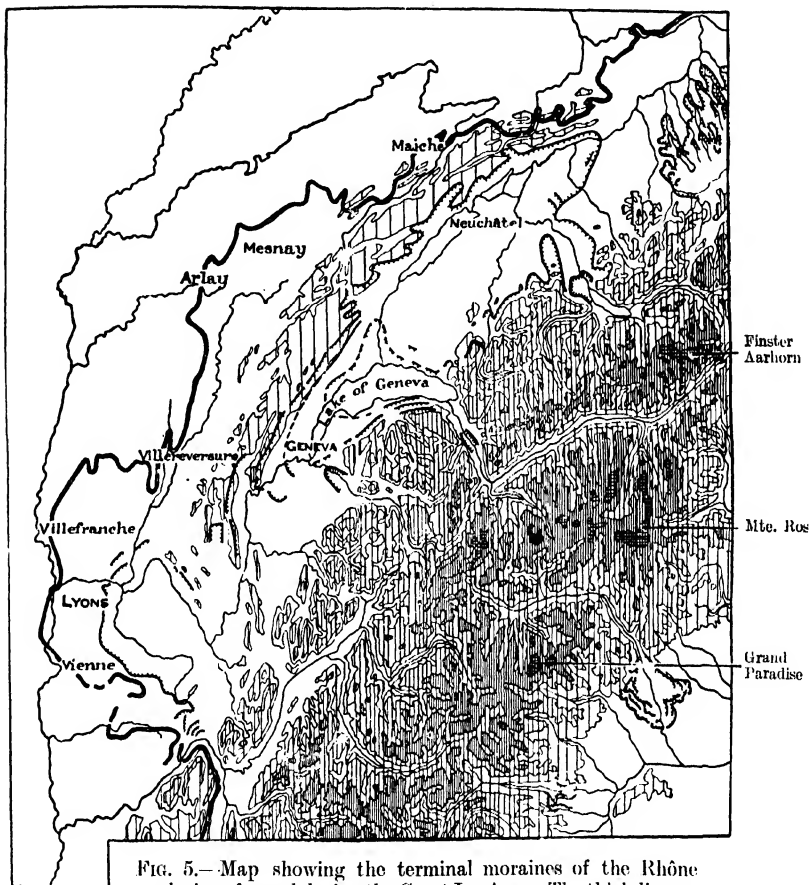 Maiche
Neuchâtel
Mesnay
Arlay
Finster
Aarhorn
Lake of Geneva
GENEVA
Villereversure
Villefranche
Mte. Ros
LYONS
Grand
Paradise
Vienne
FIG. 5.—Map showing the terminal moraines of the Rhône